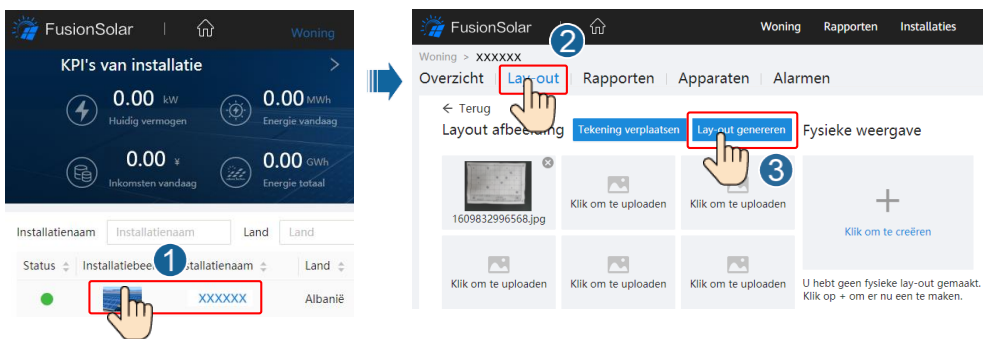 FusionSolar
Woning
KPI's van installatie
0.00 kW
Huidig vermogen
0.00 MWh
Energie vandaag
0.00 ¥
Inkomsten vandaag
0.00 GWh
Energie totaal
Installatienaam Installatienaam Land Land
Status Installatiebee 1 stallatienaam Land
XXXXXX Albanië
FusionSolar 2 Woning Rapporten Installaties
Woning > XXXXXX
Overzicht Lay-out Rapporten Apparaten Alarmen
← Terug
Layout afbeelding Tekening verplaatsen Lay-out genereren Fysieke weergave
3
1609832996568.jpg
Klik om te uploaden
Klik om te uploaden
Klik om te creëren
Klik om te uploaden
Klik om te uploaden
Klik om te uploaden
U hebt geen fysieke lay-out gemaakt.
Klik op + om er nu een te maken.